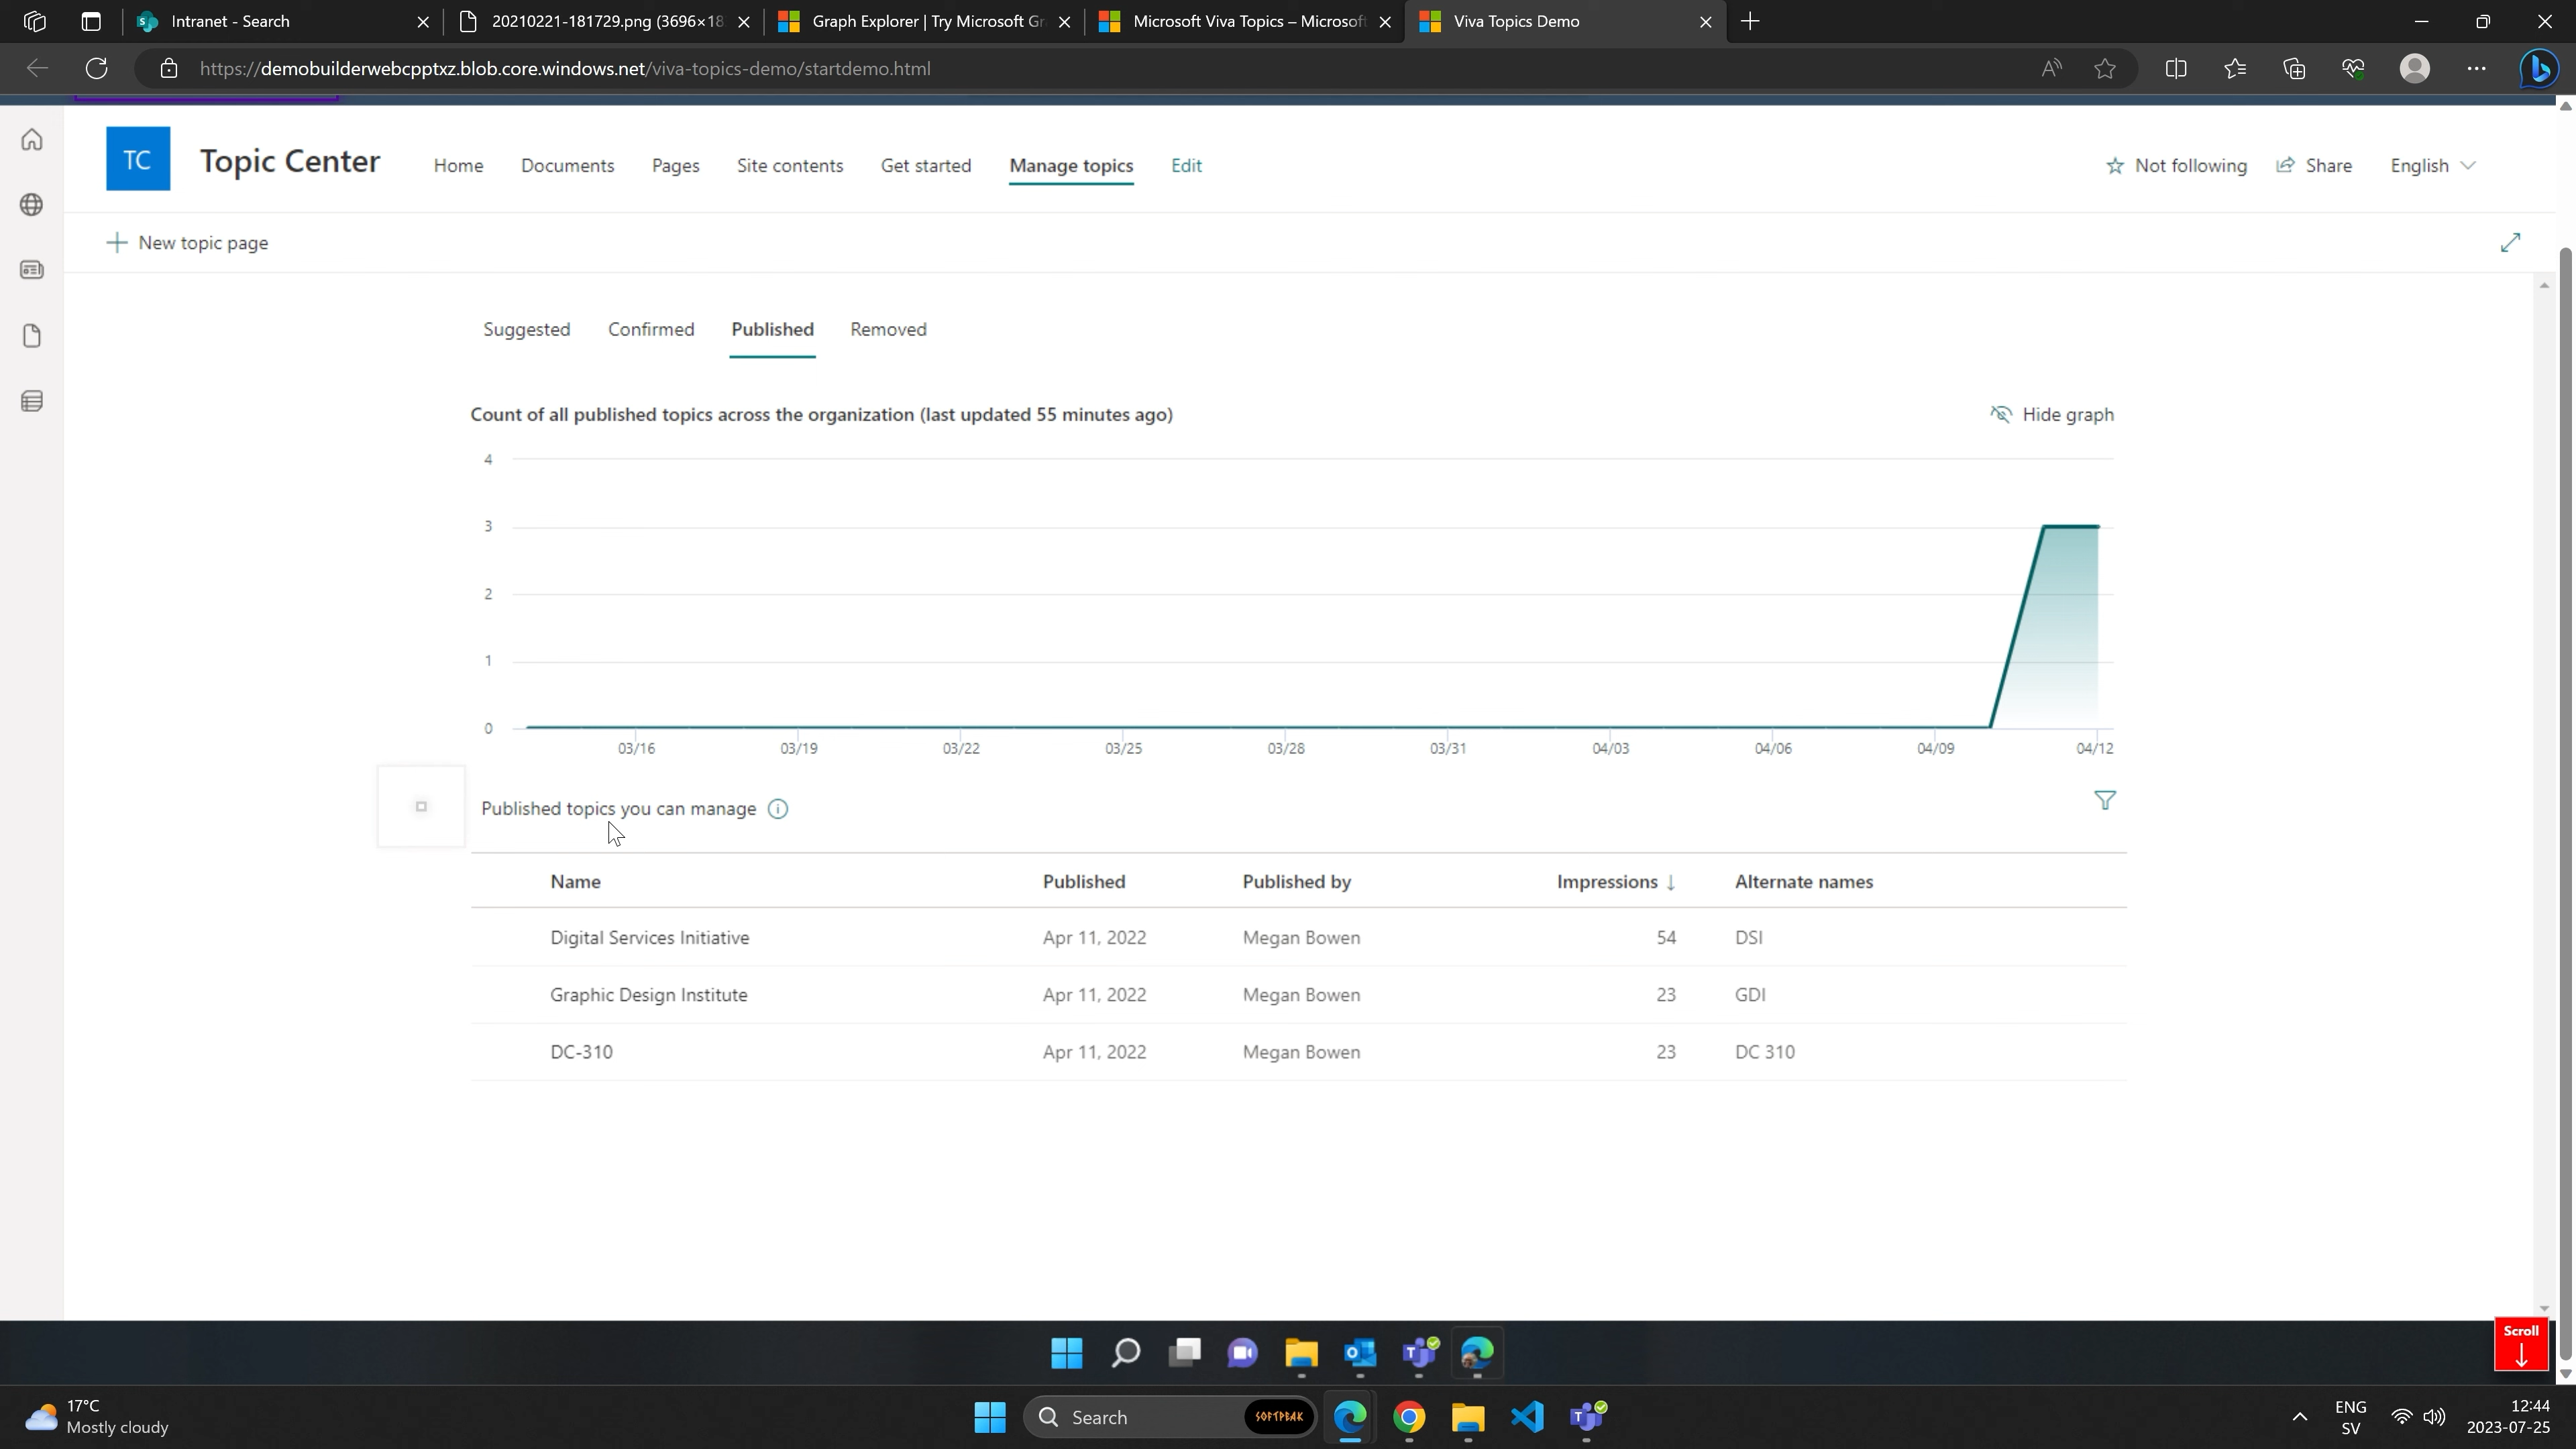 Intranet - Search
20210221-181729.png (3696×18
Graph Explorer | Try Microsoft Gr
Microsoft Viva Topics – Microsoft
Viva Topics Demo
https://demobuilderwebcpptxz.blob.core.windows.net/viva-topics-demo/startdemo.html
TC
Topic Center
Home
Documents
Pages
Site contents
Get started
Manage topics
Edit
Not following
Share
English
New topic page
Suggested
Confirmed
Published
Removed
Count of all published topics across the organization (last updated 55 minutes ago)
Hide graph
4
3
2
1
0
03/16
03/19
03/22
03/25
03/28
03/31
04/03
04/06
04/09
04/12
Published topics you can manage
Name Published Published by Impressions ↓ Alternate names
Digital Services Initiative Apr 11, 2022 Megan Bowen 54 DSI
Graphic Design Institute Apr 11, 2022 Megan Bowen 23 GDI
DC-310 Apr 11, 2022 Megan Bowen 23 DC 310
Scroll
17°C
Mostly cloudy
Search
SOFTPEAK
ENG
SV
12:44
2023-07-25